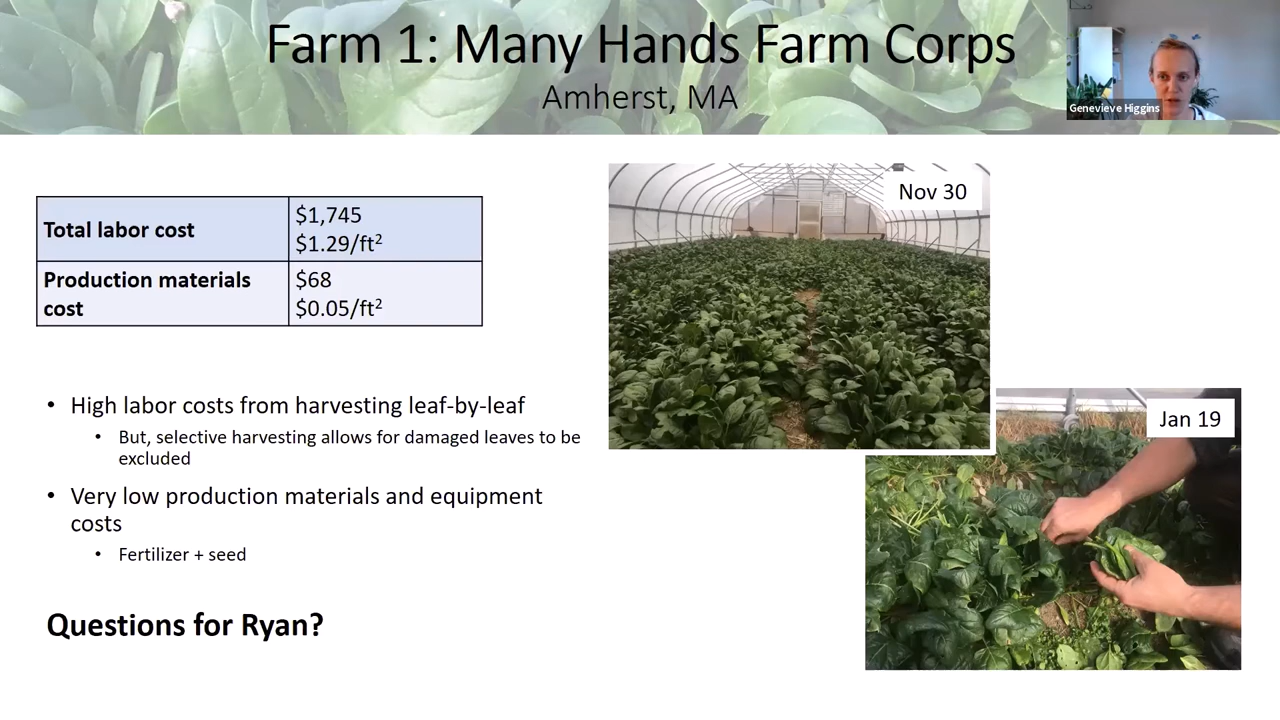 Farm 1: Many Hands Farm Corps
Amherst, MA
Genevieve Higgins
Total labor cost
$1,745
$1.29/ft²
Production materials
cost
$68
$0.05/ft²
• High labor costs from harvesting leaf-by-leaf
• But, selective harvesting allows for damaged leaves to be
excluded
• Very low production materials and equipment
costs
• Fertilizer + seed
Questions for Ryan?
Nov 30
Jan 19